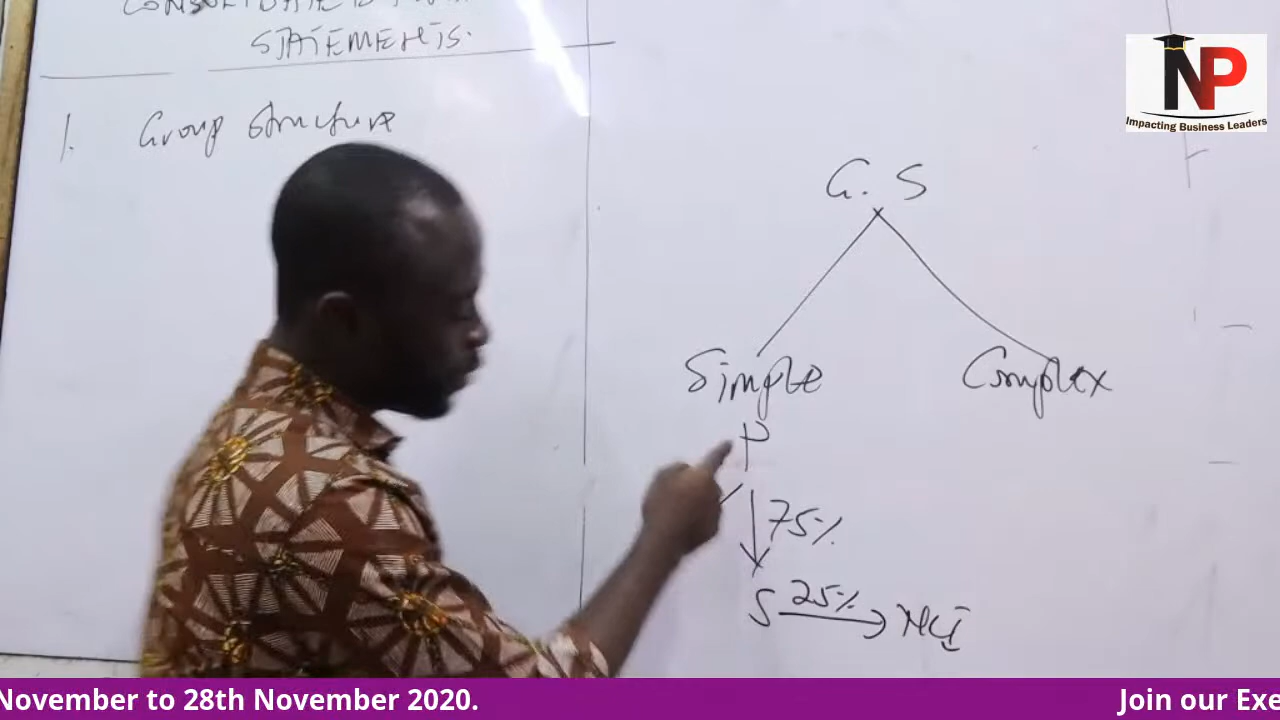 CONSOLIDATED
STATEMENTS.
1. Group structure
G.S
Simple
Complex
P
75%
S 25% NCI
NP
Impacting Business Leaders
November to 28th November 2020.
Join our Exe